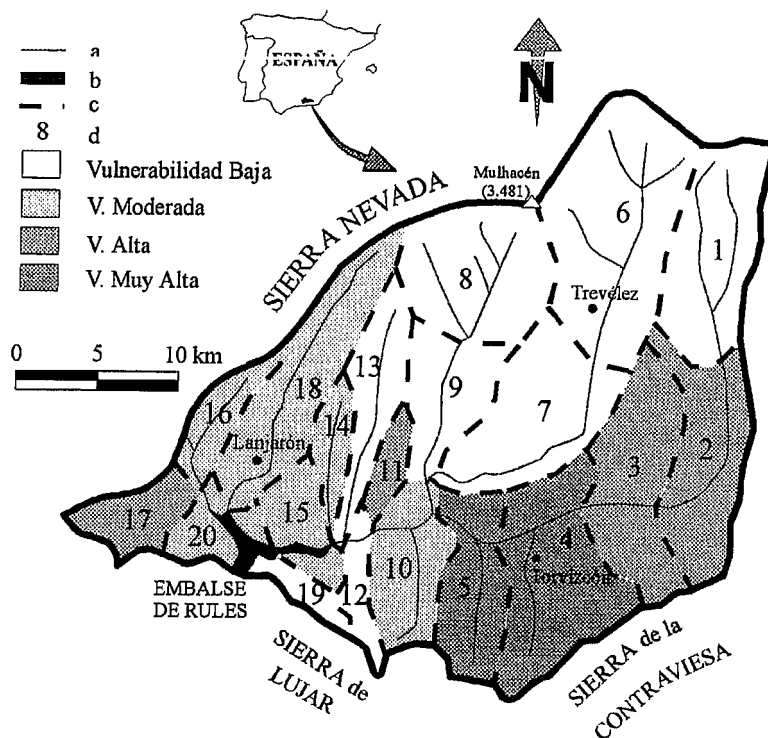 a
b
c
8 d
Vulnerabilidad Baja
V. Moderada
V. Alta
V. Muy Alta
0 5 10 km
ESPAÑA
N
Mulhacén
(3.481)
SIERRA NEVADA
6
1
8
Trevélez
13
9
7
18
16
14
Lanjarón
11
3
2
15
17
20
10
5
4
Torvizcón
19
12
EMBALSE
DE RULES
SIERRA de
LUJAR
SIERRA de la
CONTRAVIESA